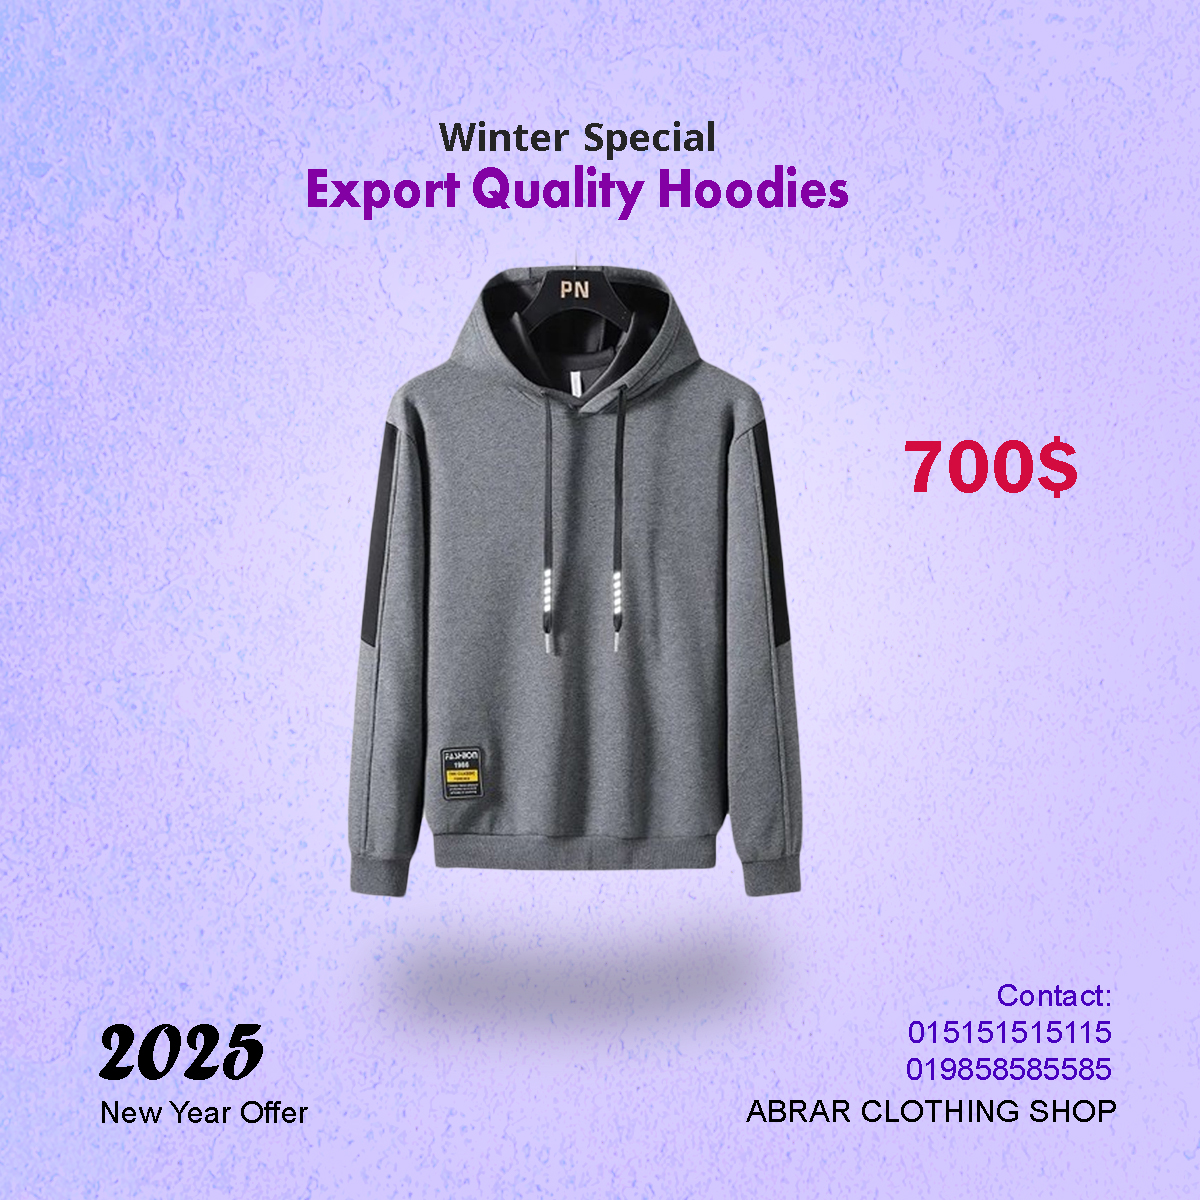 Winter Special
Export Quality Hoodies
PN
700$
FASHION
1986
2025
New Year Offer
Contact:
015151515115
019858585585
ABRAR CLOTHING SHOP